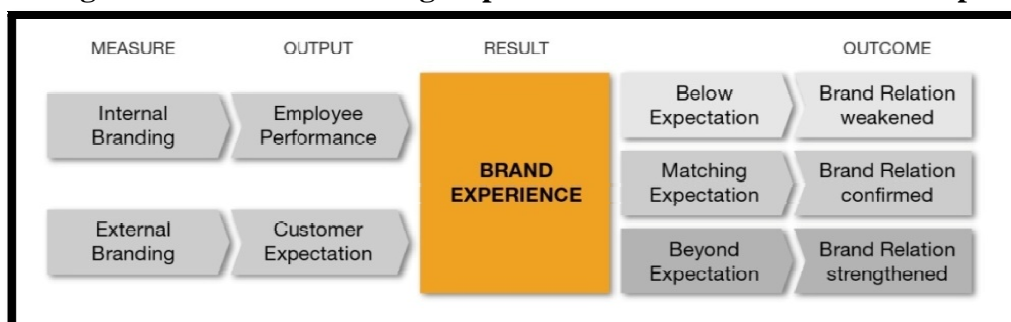 MEASURE OUTPUT RESULT OUTCOME
Internal
Branding
Employee
Performance
External
Branding
Customer
Expectation
BRAND
EXPERIENCE
Below
Expectation
Brand Relation
weakened
Matching
Expectation
Brand Relation
confirmed
Beyond
Expectation
Brand Relation
strengthened